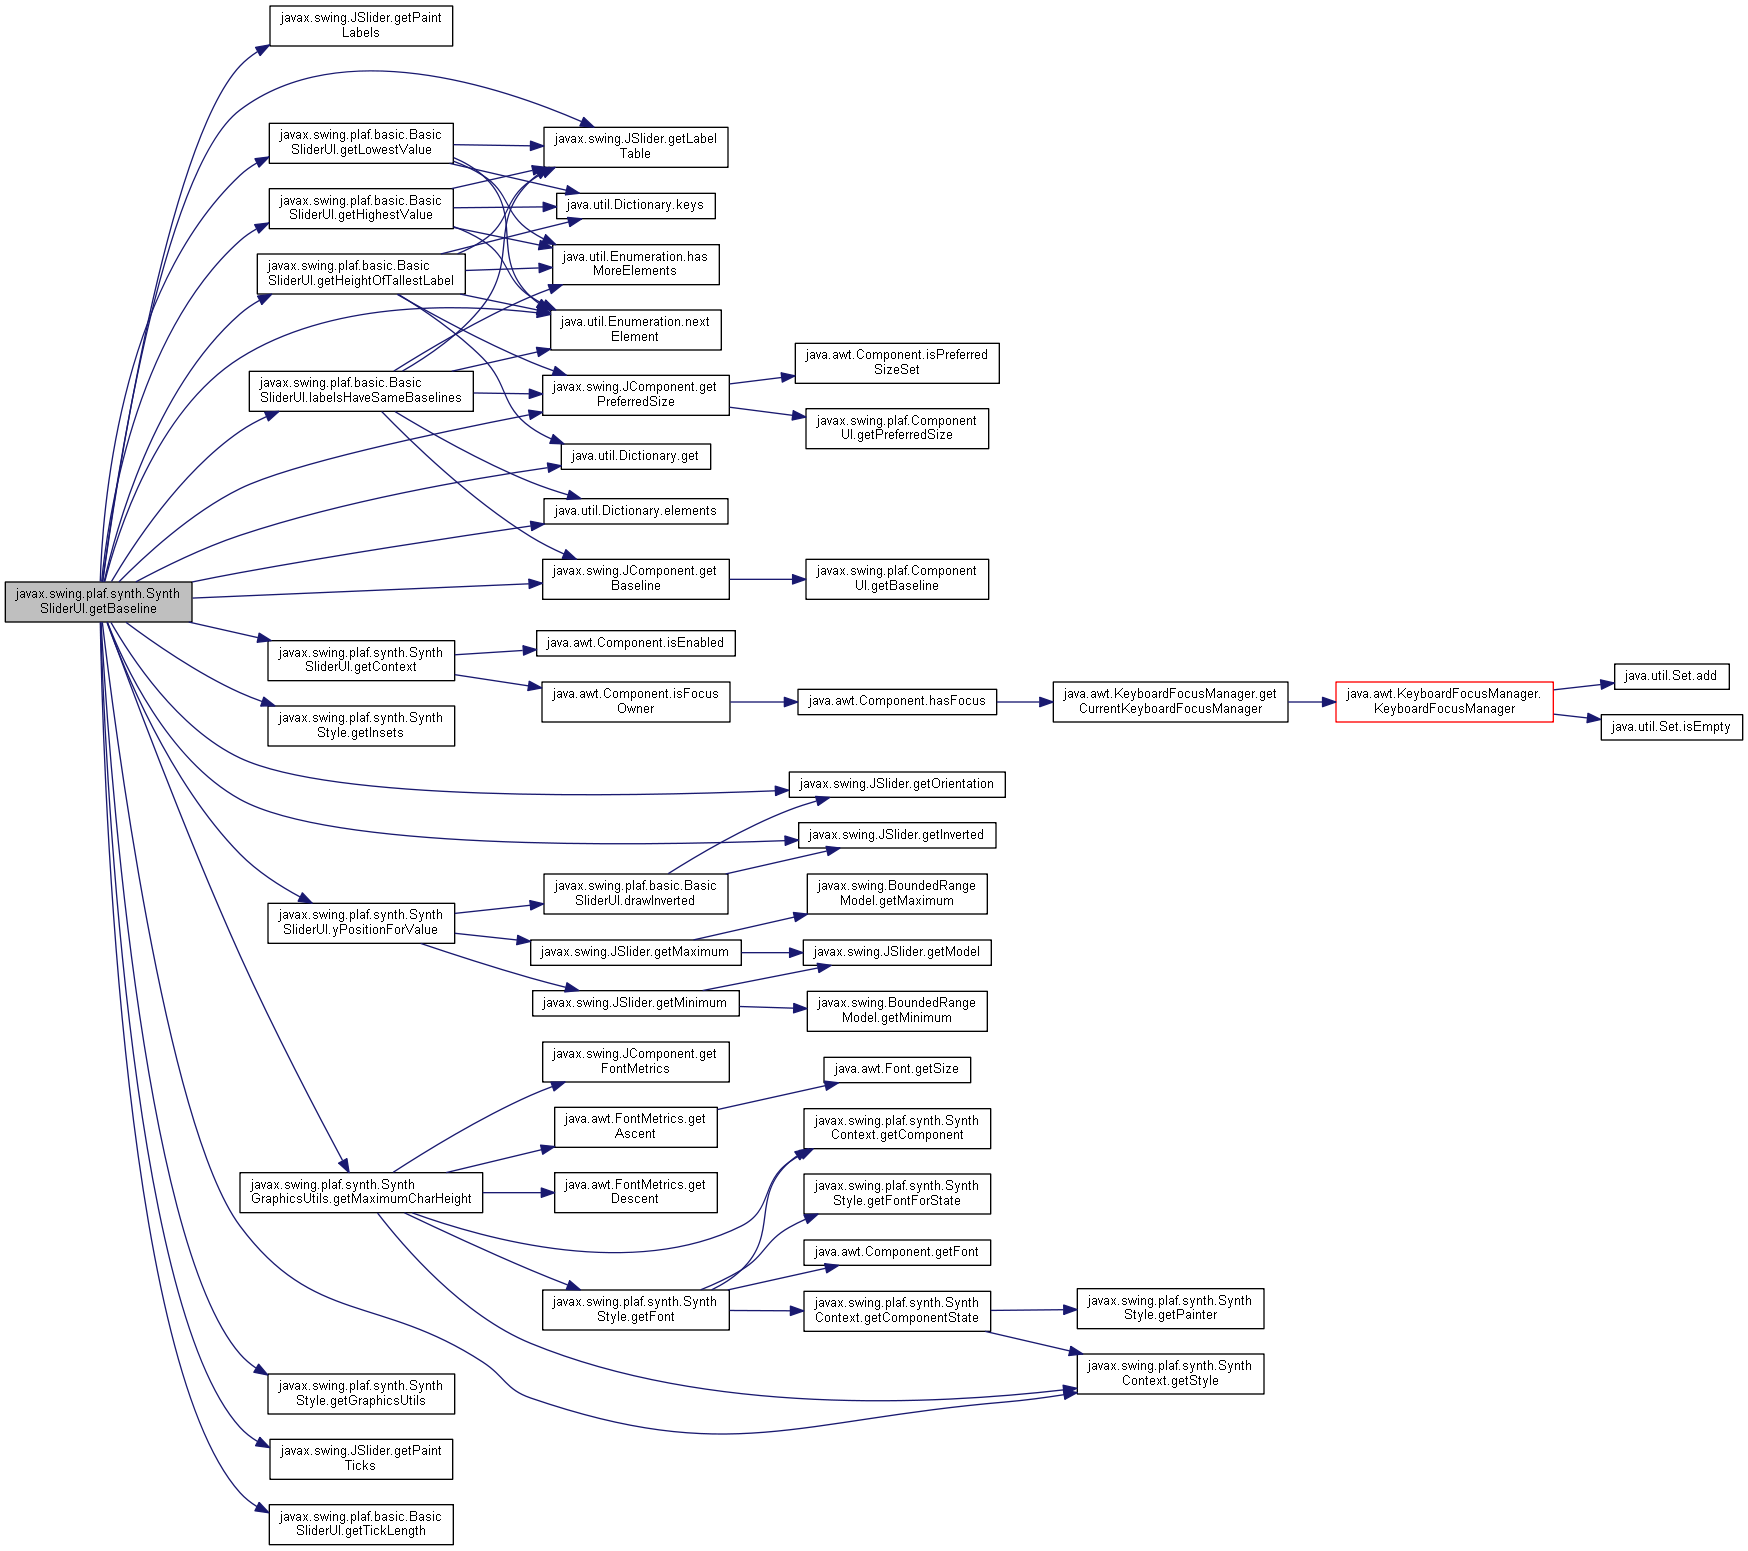 javax.swing.JSlider.getPaint
Labels
javax.swing.plaf.basic.Basic
SliderUI.getLowestValue
javax.swing.JSlider.getLabel
Table
javax.swing.plaf.basic.Basic
SliderUI.getHighestValue
java.util.Dictionary.keys
javax.swing.plaf.basic.Basic
SliderUI.getHeightOfTallestLabel
java.util.Enumeration.has
MoreElements
java.util.Enumeration.next
Element
javax.swing.plaf.basic.Basic
SliderUI.labelsHaveSameBaselines
javax.swing.JComponent.get
PreferredSize
java.awt.Component.isPreferred
SizeSet
javax.swing.plaf.Component
UI.getPreferredSize
java.util.Dictionary.get
java.util.Dictionary.elements
javax.swing.plaf.synth.Synth
SliderUI.getBaseline
javax.swing.JComponent.get
Baseline
javax.swing.plaf.Component
UI.getBaseline
javax.swing.plaf.synth.Synth
SliderUI.getContext
java.awt.Component.isEnabled
java.awt.Component.isFocus
Owner
java.awt.Component.hasFocus
java.awt.KeyboardFocusManager.get
CurrentKeyboardFocusManager
java.awt.KeyboardFocusManager.
KeyboardFocusManager
java.util.Set.add
java.util.Set.isEmpty
javax.swing.plaf.synth.Synth
Style.getInsets
javax.swing.JSlider.getOrientation
javax.swing.JSlider.getInverted
javax.swing.plaf.synth.Synth
SliderUI.yPositionForValue
javax.swing.plaf.basic.Basic
SliderUI.drawInverted
javax.swing.BoundedRange
Model.getMaximum
javax.swing.JSlider.getMaximum
javax.swing.JSlider.getModel
javax.swing.JSlider.getMinimum
javax.swing.BoundedRange
Model.getMinimum
javax.swing.JComponent.get
FontMetrics
java.awt.Font.getSize
java.awt.FontMetrics.get
Ascent
javax.swing.plaf.synth.Synth
Context.getComponent
javax.swing.plaf.synth.Synth
GraphicsUtils.getMaximumCharHeight
java.awt.FontMetrics.get
Descent
javax.swing.plaf.synth.Synth
Style.getFontForState
java.awt.Component.getFont
javax.swing.plaf.synth.Synth
Style.getFont
javax.swing.plaf.synth.Synth
Context.getComponentState
javax.swing.plaf.synth.Synth
Style.getPainter
javax.swing.plaf.synth.Synth
Context.getStyle
javax.swing.plaf.synth.Synth
Style.getGraphicsUtils
javax.swing.JSlider.getPaint
Ticks
javax.swing.plaf.basic.Basic
SliderUI.getTickLength